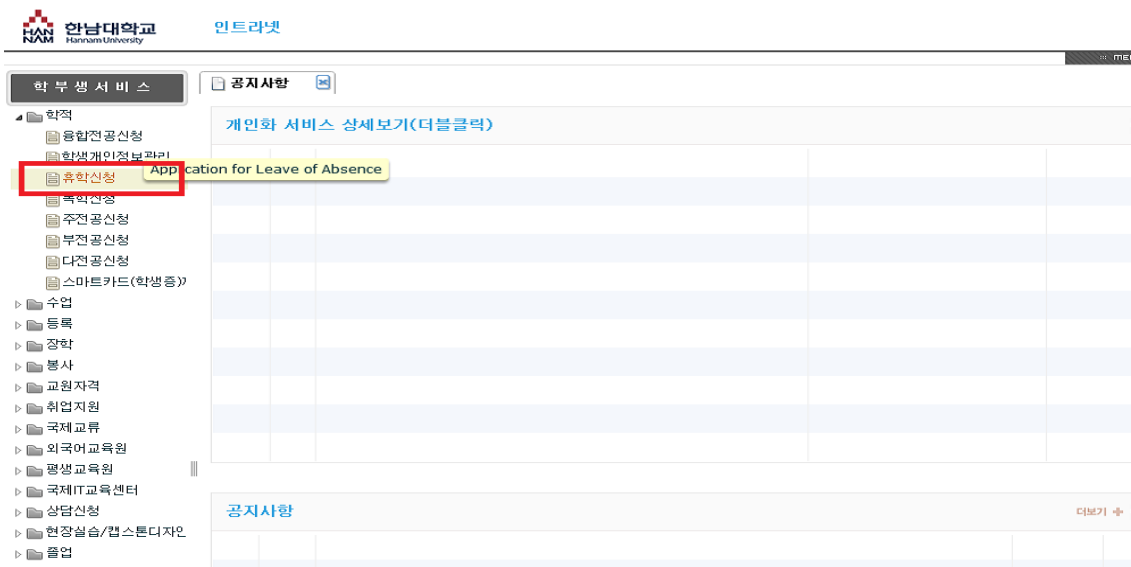 HAN
NAM
한남대학교
Hannam University
인트라넷
학부생서비스
공지사항
학적
융합전공신청
학생개인정보관리
휴학신청
Application for Leave of Absence
복학신청
주전공신청
부전공신청
다전공신청
스마트카드(학생증)
수업
등록
장학
봉사
교원자격
취업지원
국제교류
외국어교육원
평생교육원
국제IT교육센터
상담신청
현장실습/캡스톤디자인
졸업
개인화 서비스 상세보기(더블클릭)
공지사항
더보기